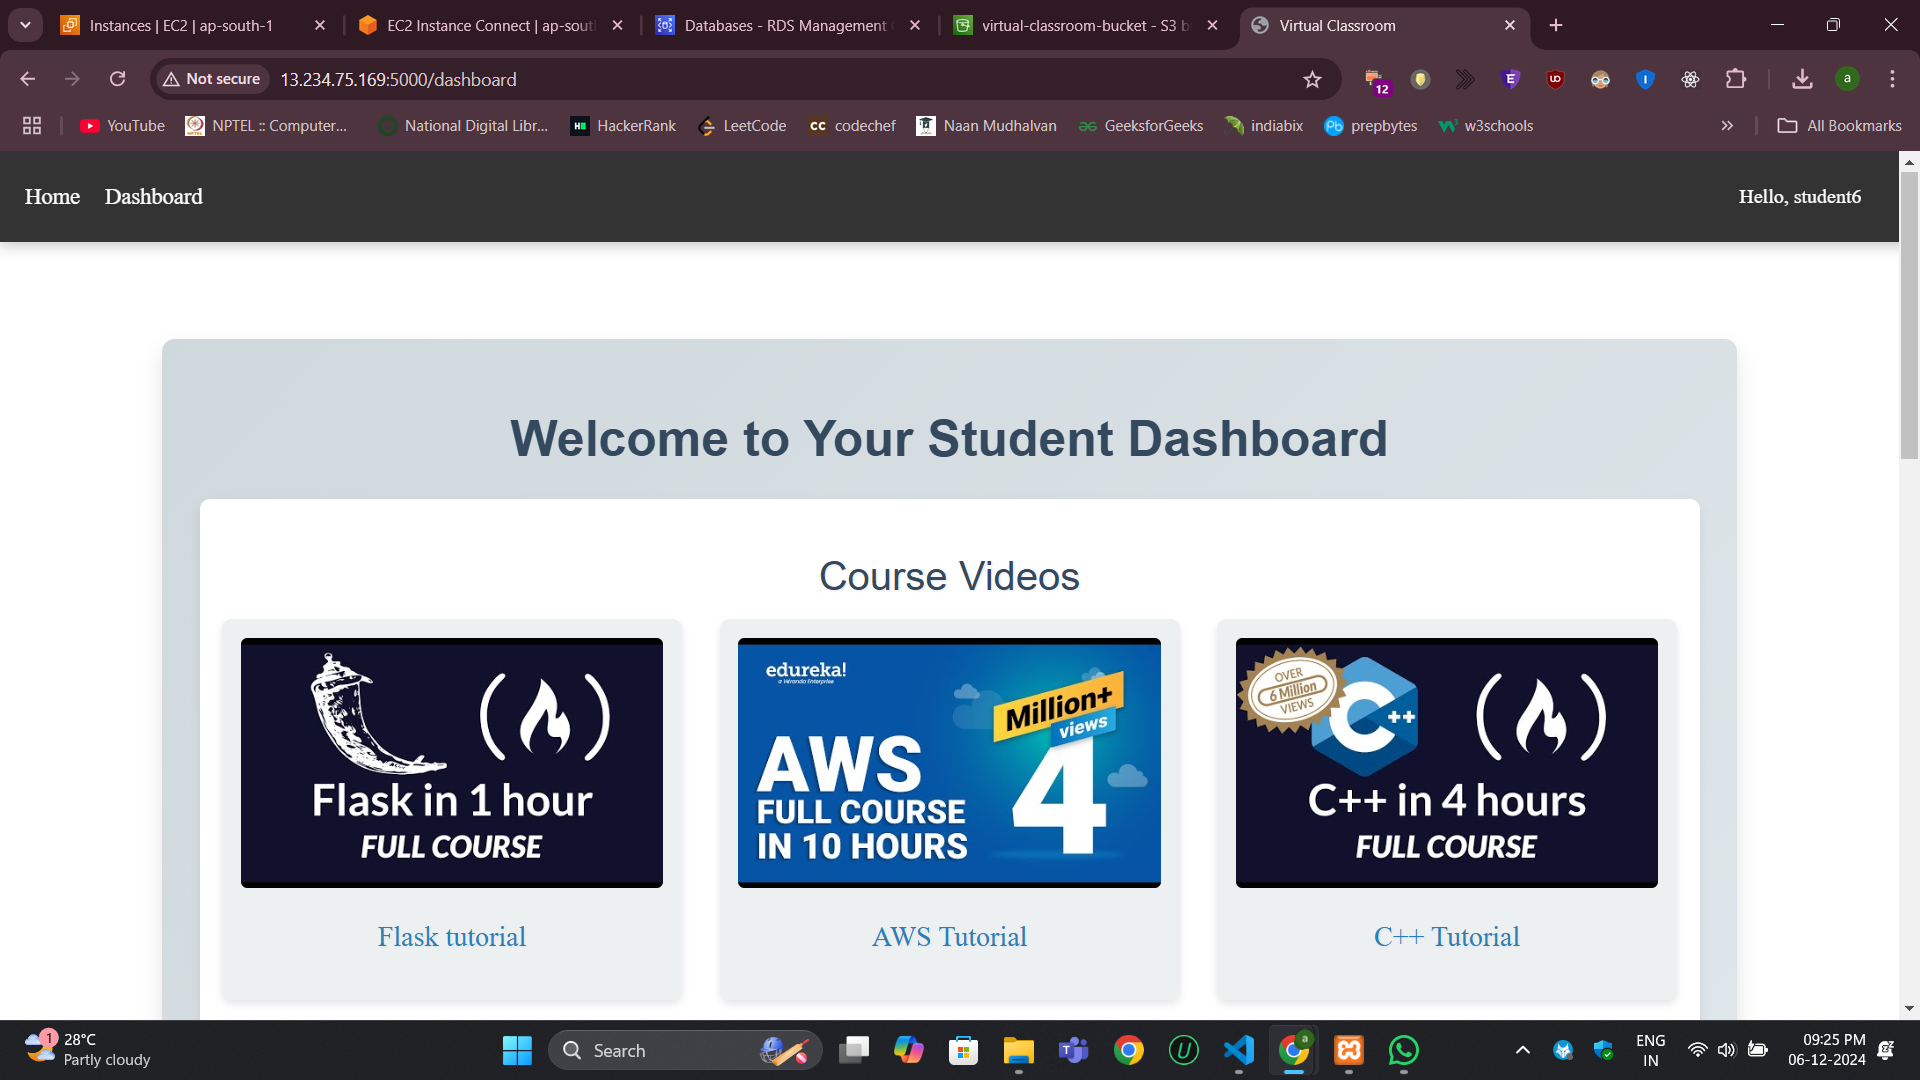 Instances | EC2 | ap-south-1
EC2 Instance Connect | ap-sout
Databases - RDS Management
virtual-classroom-bucket - S3 b
Virtual Classroom
Not secure
13.234.75.169:5000/dashboard
12
a
YouTube
NPTEL :: Computer...
National Digital Libr...
HackerRank
LeetCode
codechef
Naan Mudhalvan
GeeksforGeeks
indiabix
prepbytes
w3schools
All Bookmarks
Home
Dashboard
Hello, student6
Welcome to Your Student Dashboard
Course Videos
Flask in 1 hour
FULL COURSE
edureka!
a Veranda Enterprise
Million+
views
AWS
FULL COURSE
IN 10 HOURS
4
OVER
6 Million
VIEWS
C++
C++ in 4 hours
FULL COURSE
Flask tutorial
AWS Tutorial
C++ Tutorial
1
28°C
Partly cloudy
Search
ENG
IN
09:25 PM
06-12-2024